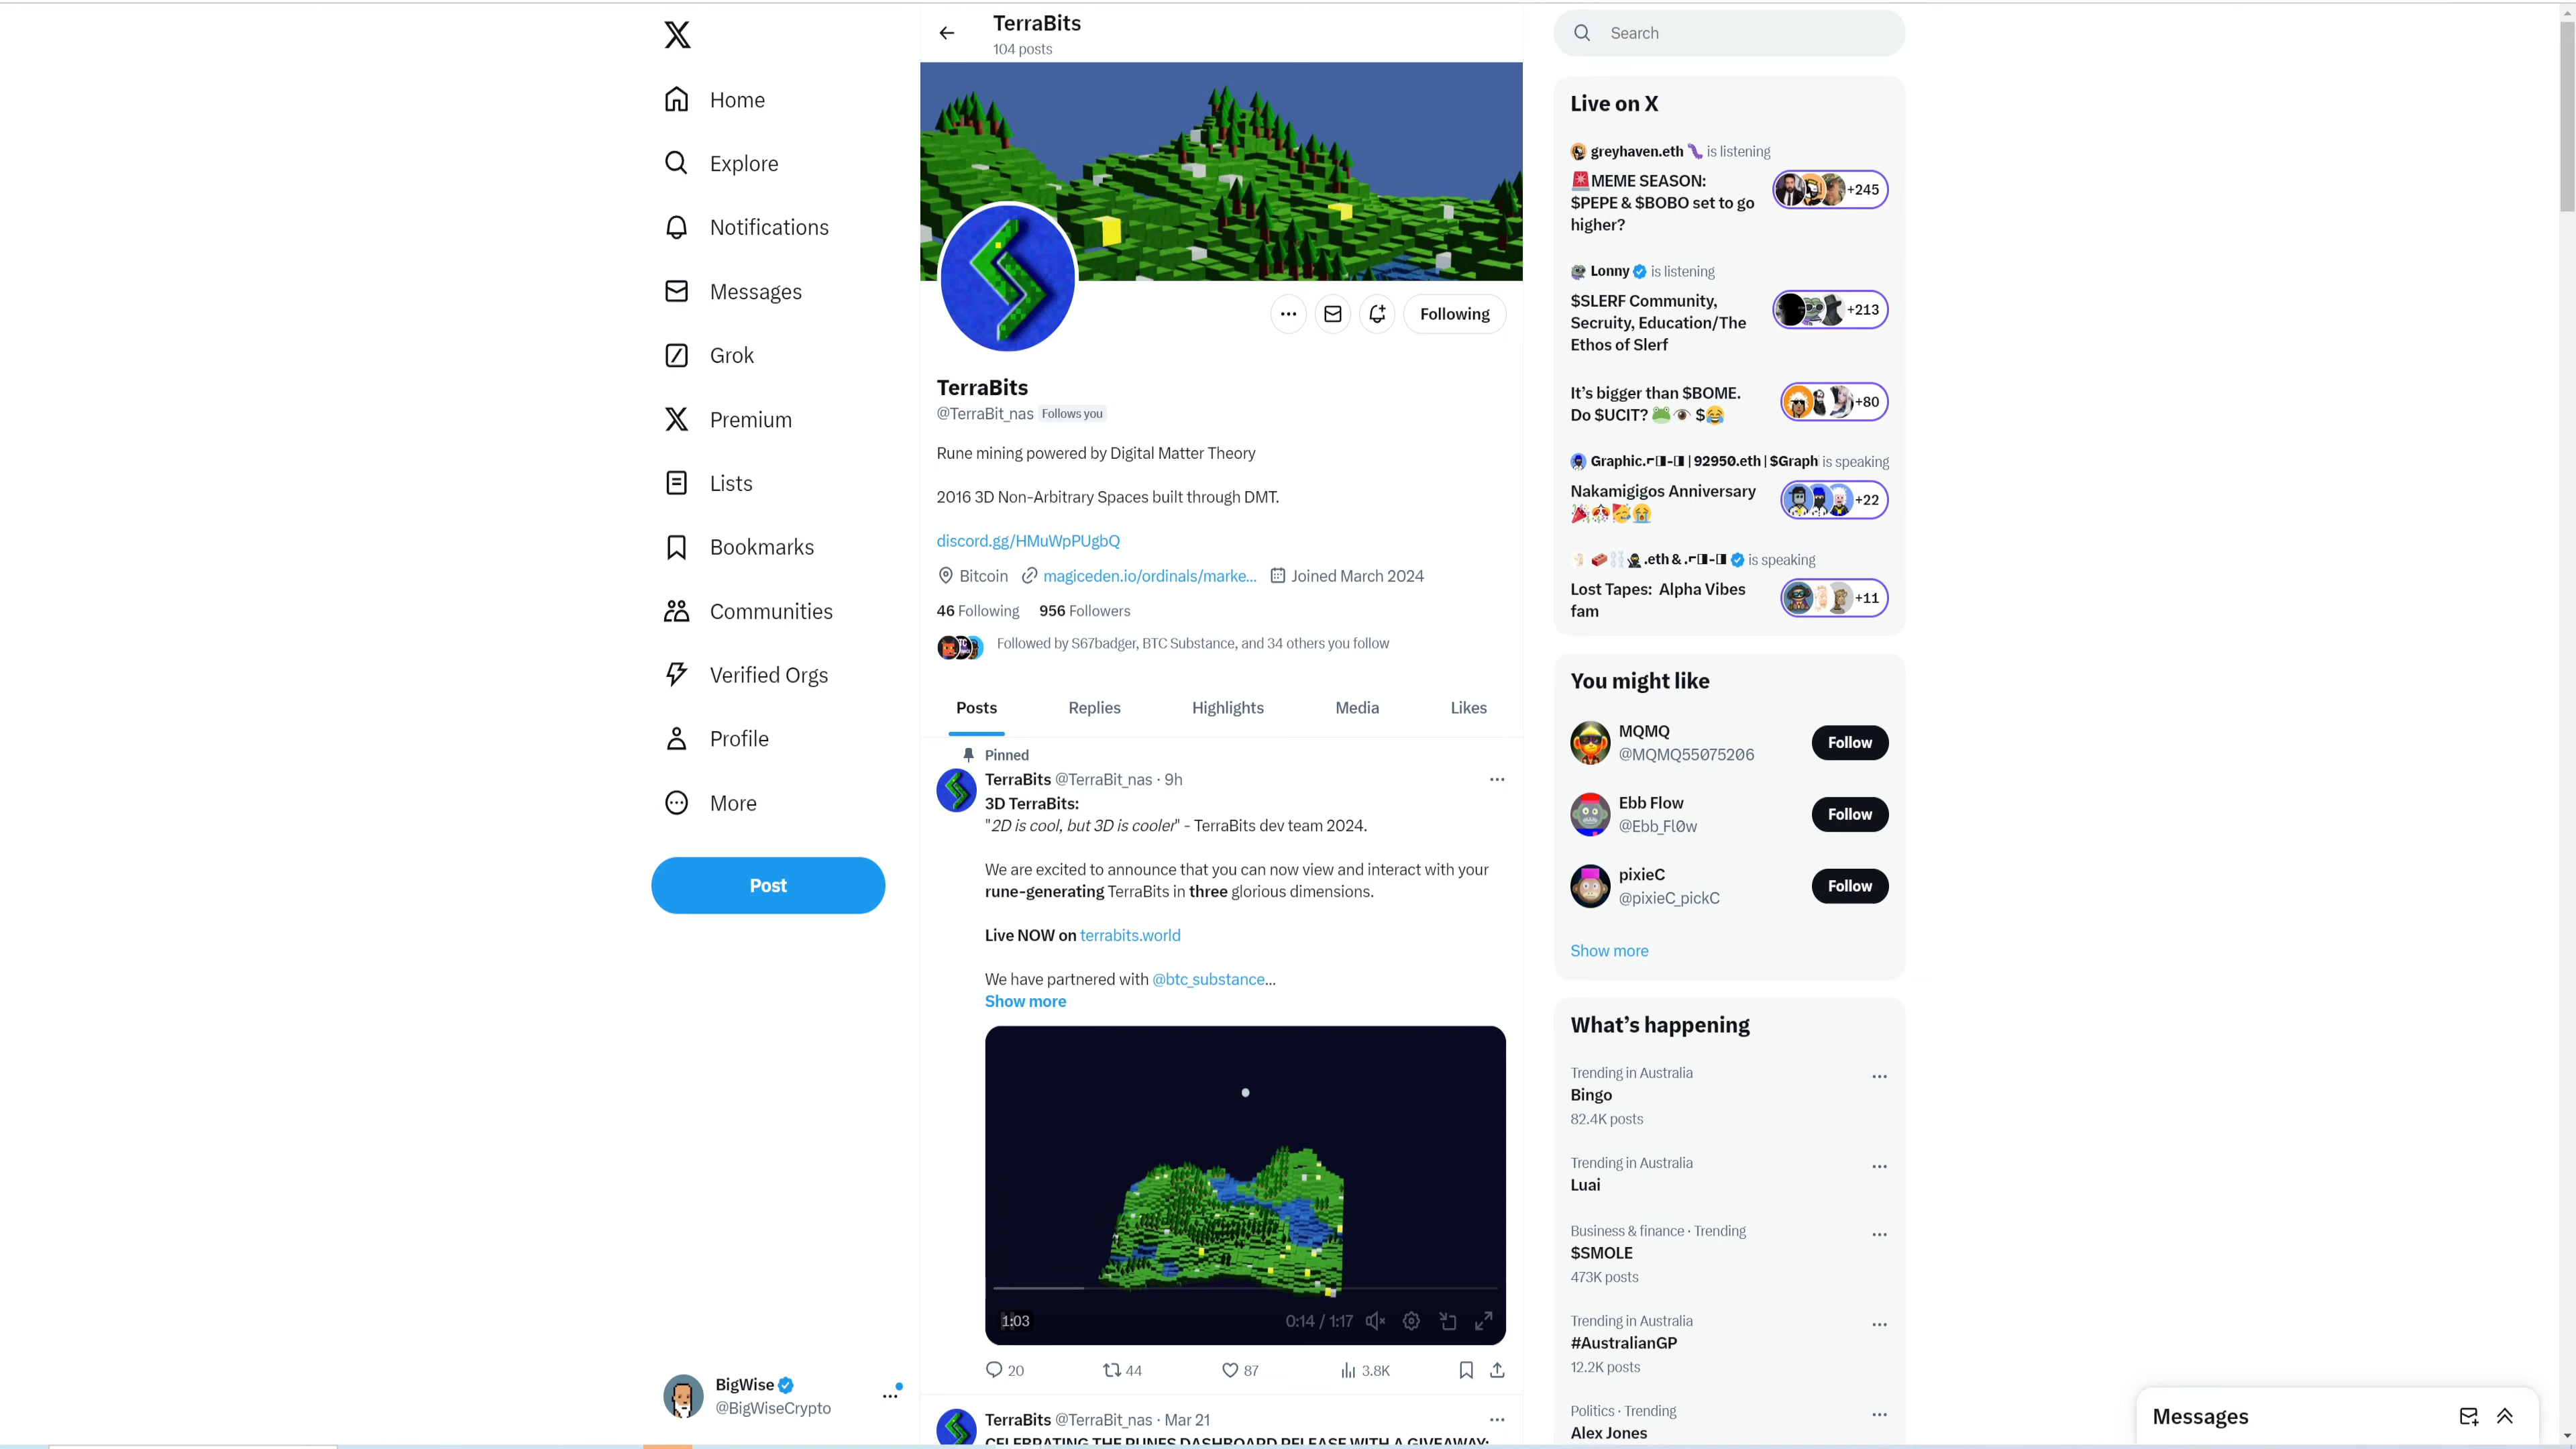 Home
Explore
Notifications
Messages
Grok
Premium
Lists
Bookmarks
Communities
Verified Orgs
Profile
More
Post
BigWise
@BigWiseCrypto
TerraBits
104 posts
Following
TerraBits
@TerraBit_nas Follows you
Rune mining powered by Digital Matter Theory
2016 3D Non-Arbitrary Spaces built through DMT.
discord.gg/HMuWpPUgbQ
Bitcoin magiceden.io/ordinals/marke... Joined March 2024
46 Following 956 Followers
Followed by S67badger, BTC Substance, and 34 others you follow
Posts Replies Highlights Media Likes
Pinned
TerraBits @TerraBit_nas · 9h
3D TerraBits:
"2D is cool, but 3D is cooler" - TerraBits dev team 2024.
We are excited to announce that you can now view and interact with your
rune-generating TerraBits in three glorious dimensions.
Live NOW on terrabits.world
We have partnered with @btc_substance...
Show more
1:03
0:14 / 1:17
20 44 87 3.8K
TerraBits @TerraBit_nas · Mar 21
CELEBRATING THE RUNES DASHBOARD RELEASE WITH A GIVEAWAY:
Search
Live on X
greyhaven.eth is listening
MEME SEASON:
$PEPE & $BOBO set to go
higher?
+245
Lonny is listening
$SLERF Community,
Secruity, Education/The
Ethos of Slerf
+213
It's bigger than $BOME.
Do $UCIT? 🐸👁️ $😂
+80
Graphic.⌐◨-◨ | 92950.eth | $Graph is speaking
Nakamigigos Anniversary
+22
.eth & .⌐◨-◨ is speaking
Lost Tapes: Alpha Vibes
fam
+11
You might like
MQMQ
@MQMQ55075206
Follow
Ebb Flow
@Ebb_Fl0w
Follow
pixieC
@pixieC_pickC
Follow
Show more
What's happening
Trending in Australia
Bingo
82.4K posts
Trending in Australia
Luai
Business & finance · Trending
$SMOLE
473K posts
Trending in Australia
#AustralianGP
12.2K posts
Politics · Trending
Alex Jones
Messages